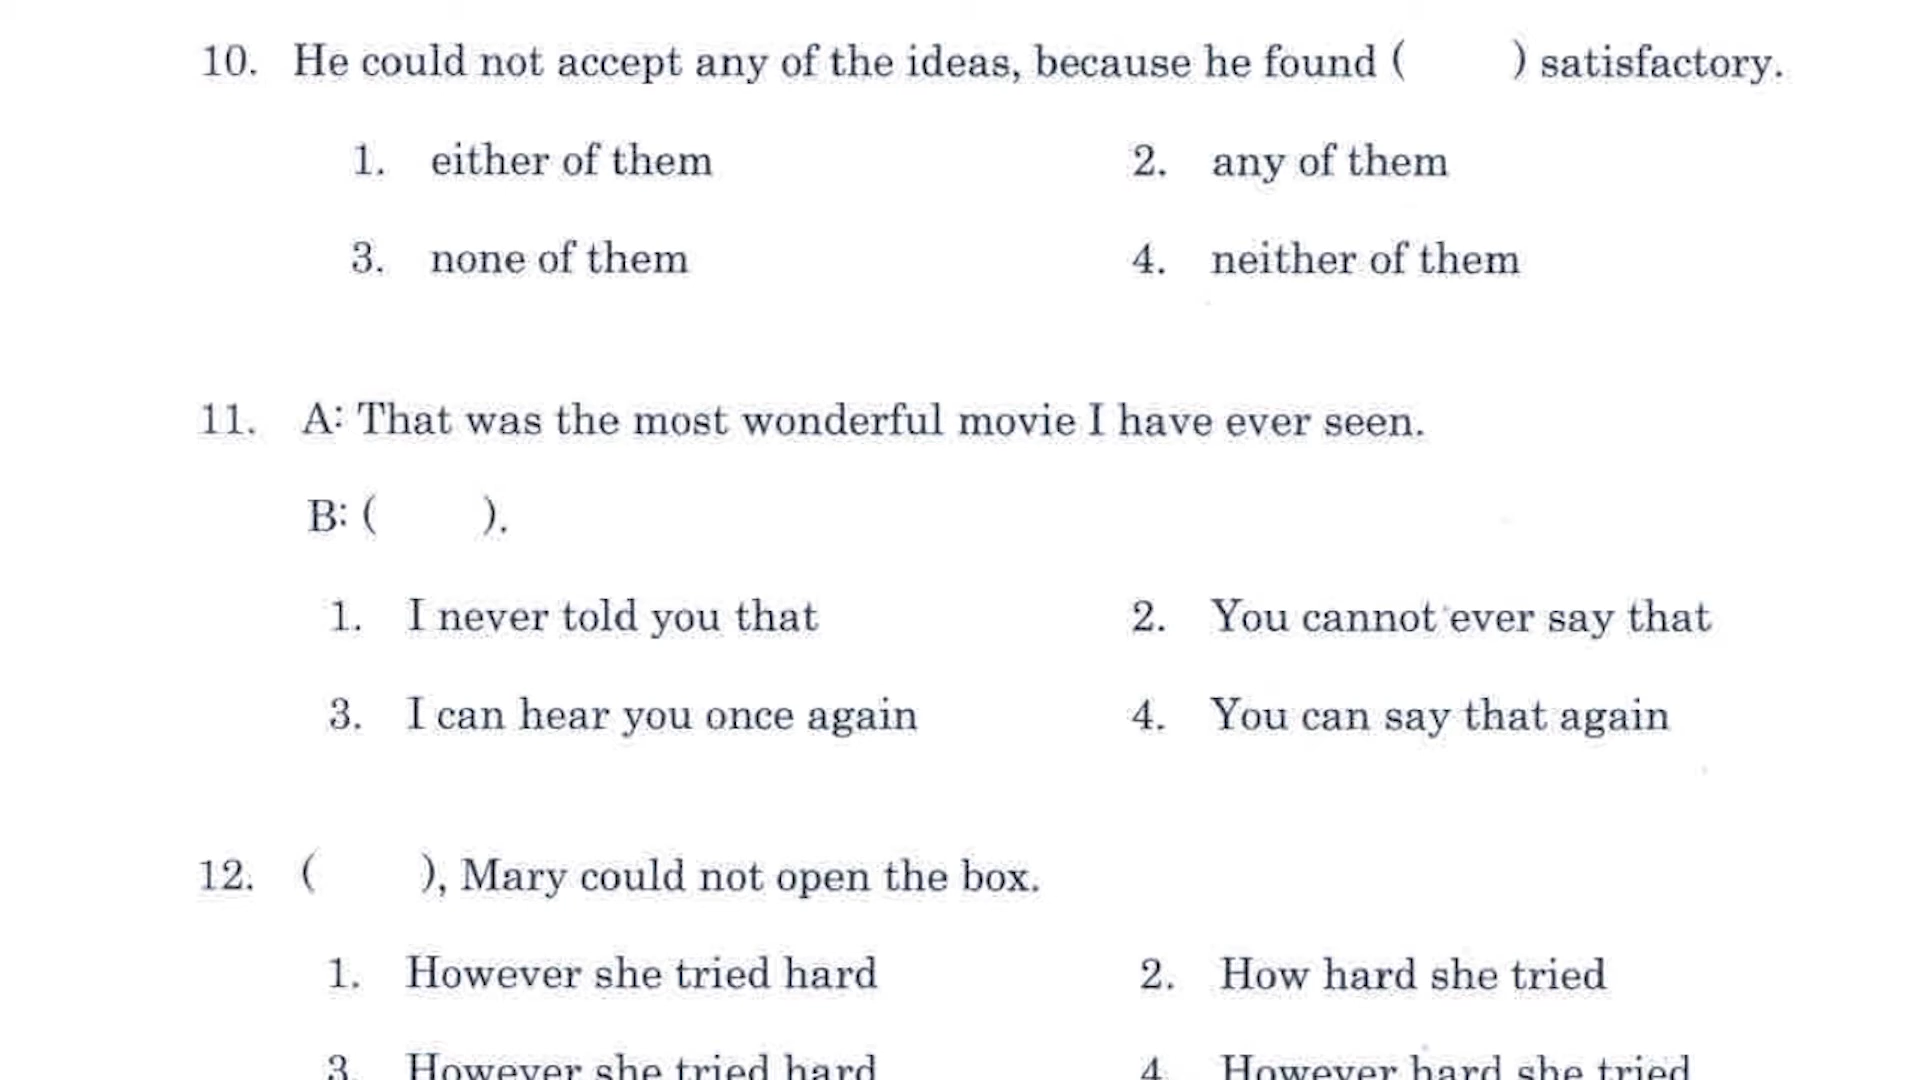 10. He could not accept any of the ideas, because he found (    ) satisfactory.
1. either of them 2. any of them
3. none of them 4. neither of them
11. A: That was the most wonderful movie I have ever seen.
B: (    ).
1. I never told you that 2. You cannot ever say that
3. I can hear you once again 4. You can say that again
12. (    ), Mary could not open the box.
1. However she tried hard 2. How hard she tried
3. However she tried hard 4. However hard she tried